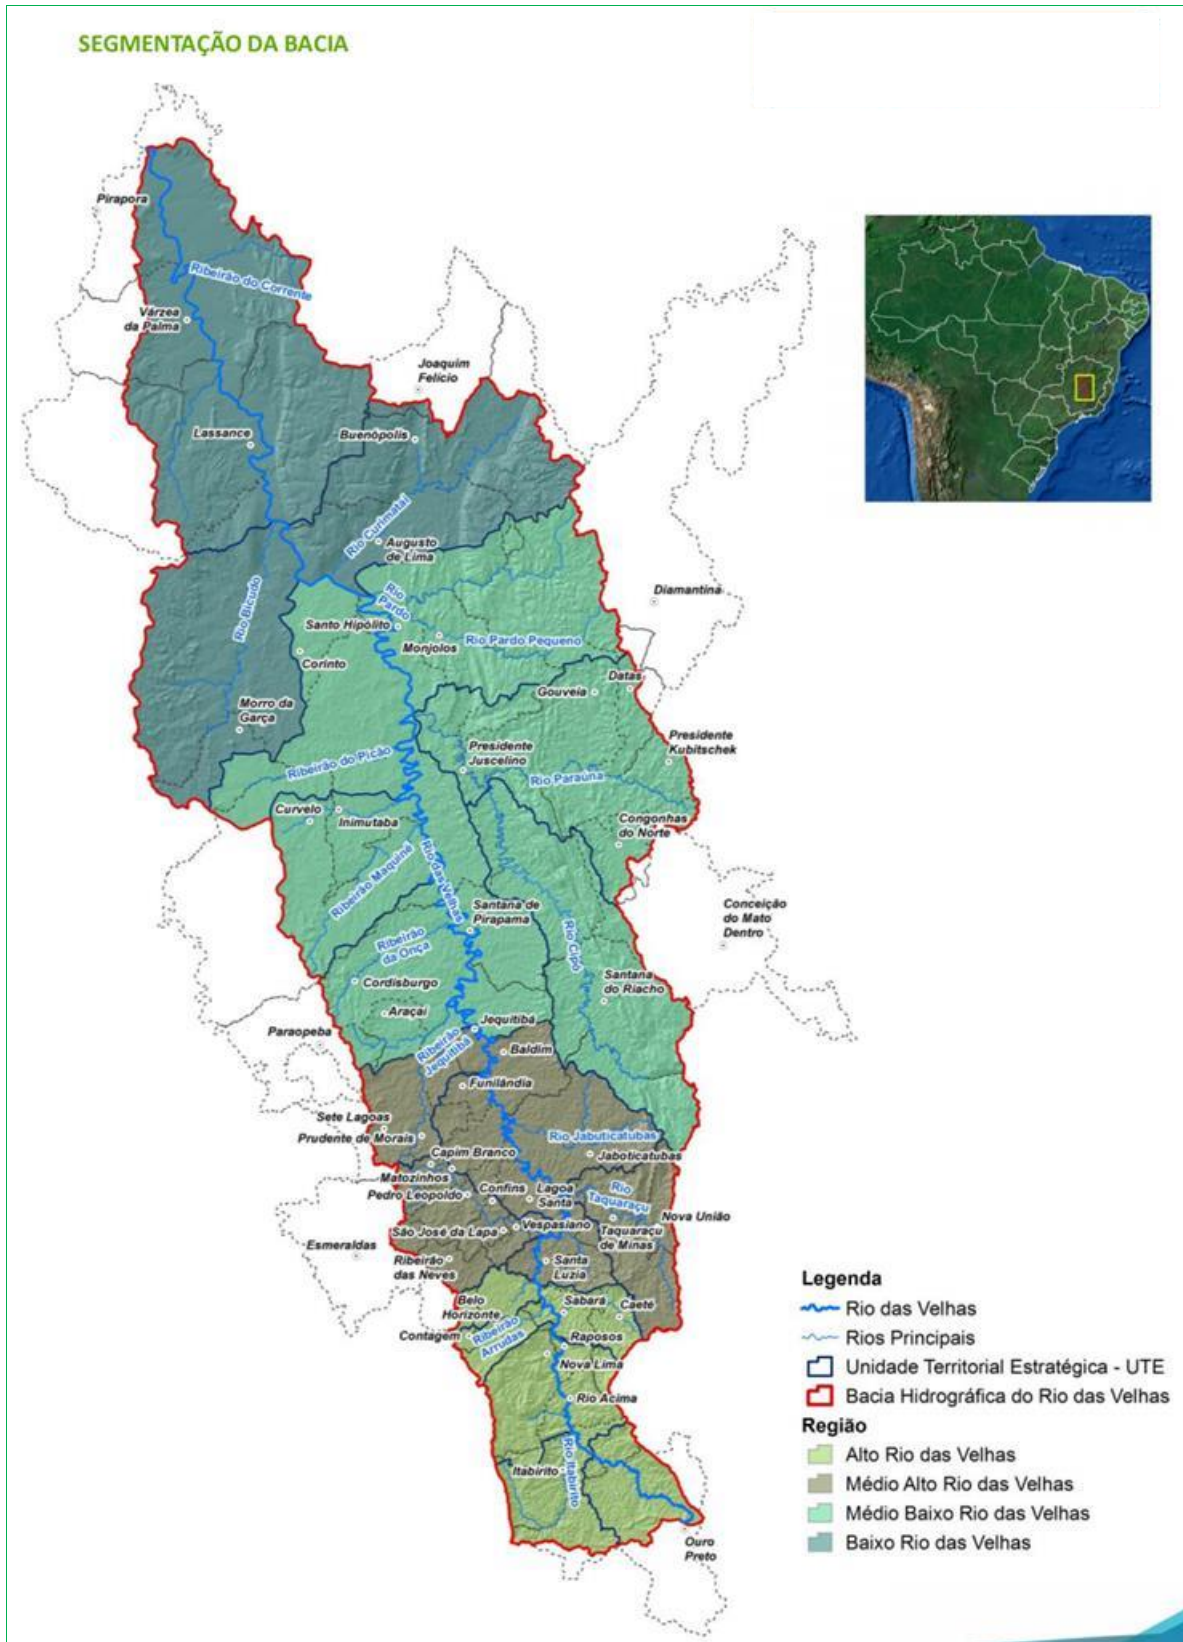 SEGMENTAÇÃO DA BACIA
Pirapora
Ribeirão do Corrente
Várzea
da Palma
Joaquim
Felício
Lassance
Buenópolis
Rio Curimataí
Augusto
de Lima
Rio Bicudo
Rio
Pardo
Diamantina
Santo Hipólito
Monjolos
Rio Pardo Pequeno
Corinto
Datas
Gouveia
Morro da
Garça
Presidente
Kubitschek
Presidente
Juscelino
Ribeirão do Picão
Rio Paraúna
Curvelo
Inimutaba
Congonhas
do Norte
Ribeirão Maquiné
Rio das Velhas
Santana de
Pirapama
Conceição
do Mato
Dentro
Ribeirão
da Onça
Rio Cipó
Cordisburgo
Santana
do Riacho
Araçaí
Jequitibá
Paraopeba
Ribeirão
Jequitibá
Baldim
Funilândia
Sete Lagoas
Prudente de Morais
Rio Jabuticatubas
Capim Branco
Jaboticatubas
Matozinhos
Pedro Leopoldo
Confins
Lagoa
Santa
Rio
Taquaraçu
Nova União
São José da Lapa
Vespasiano
Taquaraçu
de Minas
Esmeraldas
Ribeirão
das Neves
Santa
Luzia
Belo
Horizonte
Sabará
Caeté
Contagem
Ribeirão
Arrudas
Raposos
Nova Lima
Rio Acima
Itabirito
Rio Itabirito
Ouro
Preto
Legenda
Rio das Velhas
Rios Principais
Unidade Territorial Estratégica - UTE
Bacia Hidrográfica do Rio das Velhas
Região
Alto Rio das Velhas
Médio Alto Rio das Velhas
Médio Baixo Rio das Velhas
Baixo Rio das Velhas